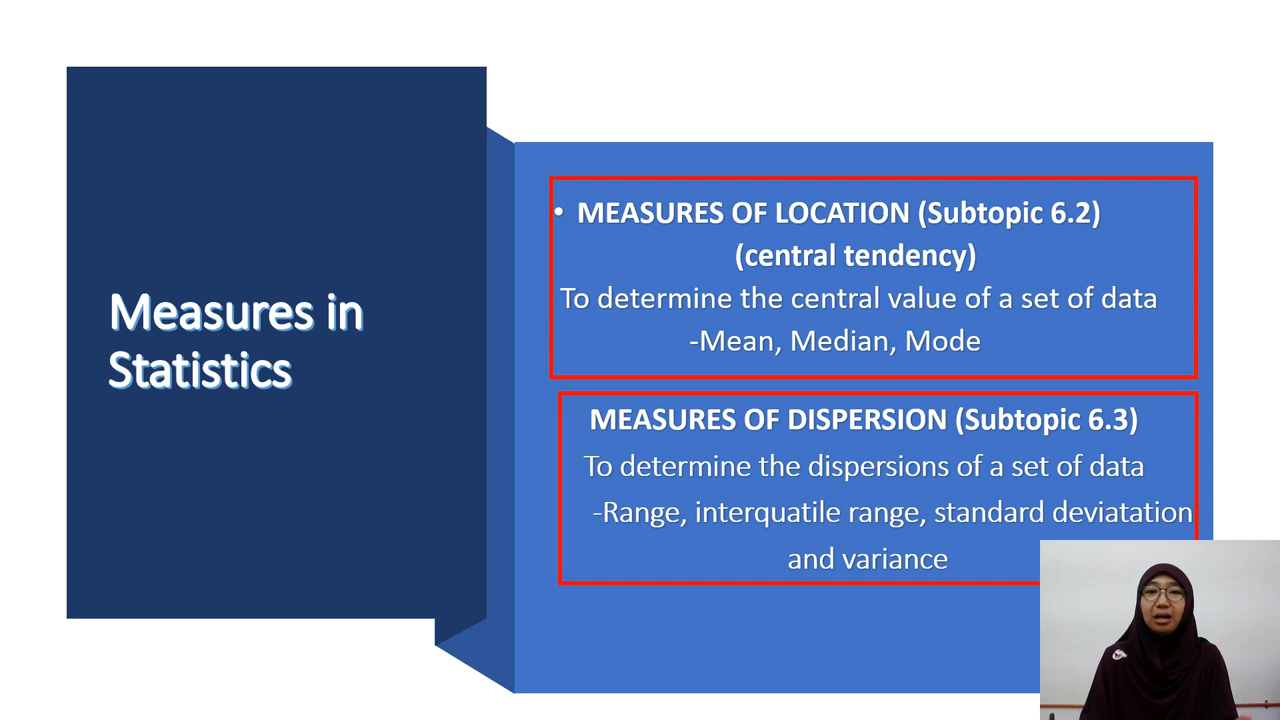 Measures in
Statistics
• MEASURES OF LOCATION (Subtopic 6.2)
(central tendency)
To determine the central value of a set of data
-Mean, Median, Mode
MEASURES OF DISPERSION (Subtopic 6.3)
To determine the dispersions of a set of data
-Range, interquatile range, standard deviatation
and variance